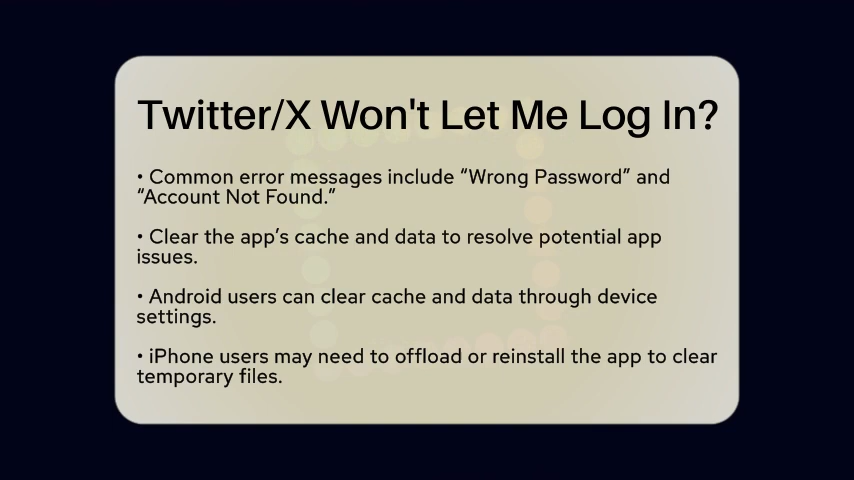 Twitter/X Won't Let Me Log In?
• Common error messages include “Wrong Password” and
“Account Not Found.”
• Clear the app’s cache and data to resolve potential app
issues.
• Android users can clear cache and data through device
settings.
• iPhone users may need to offload or reinstall the app to clear
temporary files.